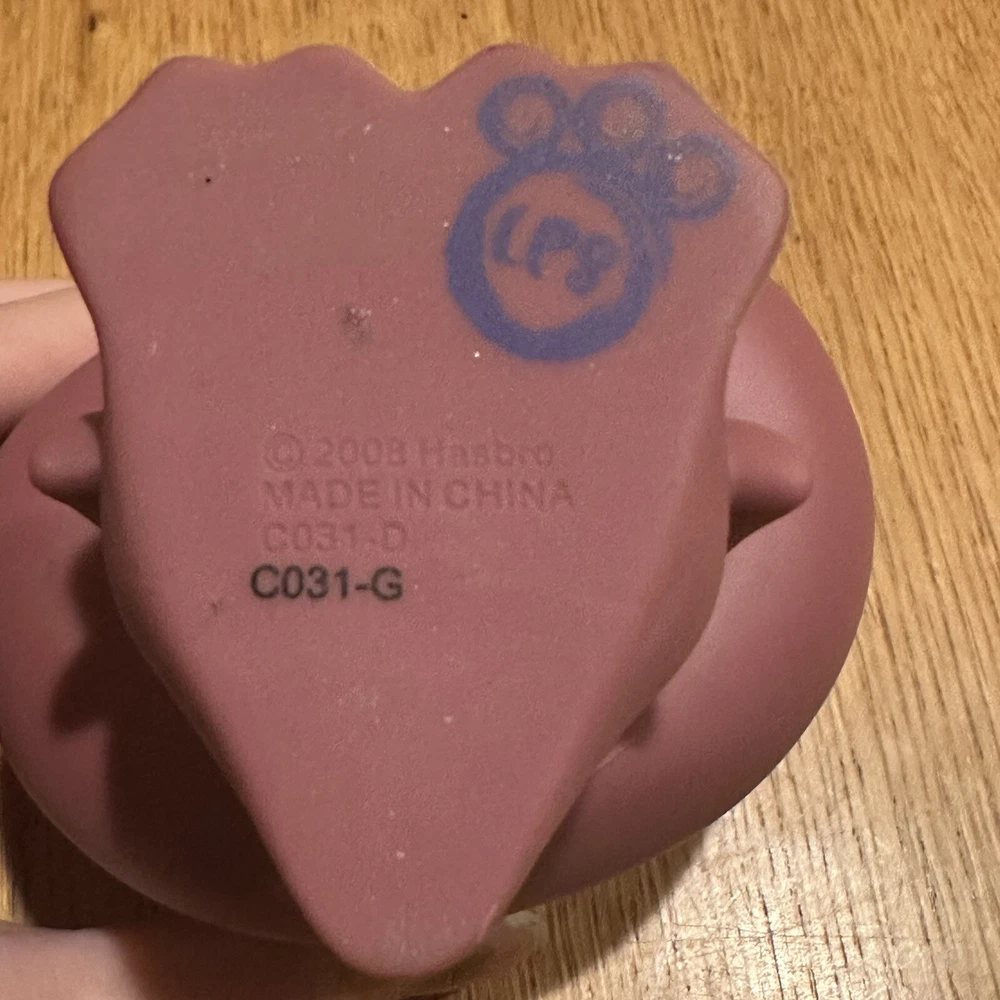 LPS
© 2008 Hasbro
MADE IN CHINA
C031-D
C031-G